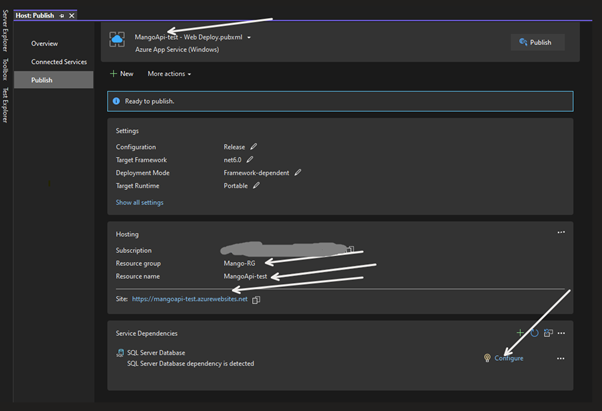 Host: Publish
Server Explorer
Toolbox
Test Explorer
Overview
Connected Services
Publish
MangoApi-test - Web Deploy.pubxml
Azure App Service (Windows)
Publish
New
More actions
Ready to publish.
Settings
Configuration Release
Target Framework net6.0
Deployment Mode Framework-dependent
Target Runtime Portable
Show all settings
Hosting
Subscription
Resource group Mango-RG
Resource name MangoApi-test
Site: https://mangoapi-test.azurewebsites.net
Service Dependencies
SQL Server Database
SQL Server Database dependency is detected
Configure